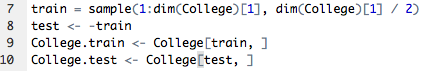 7 train = sample(1:dim(College)[1], dim(College)[1] / 2)
8 test <- -train
9 College.train <- College[train, ]
10 College.test <- College[test, ]